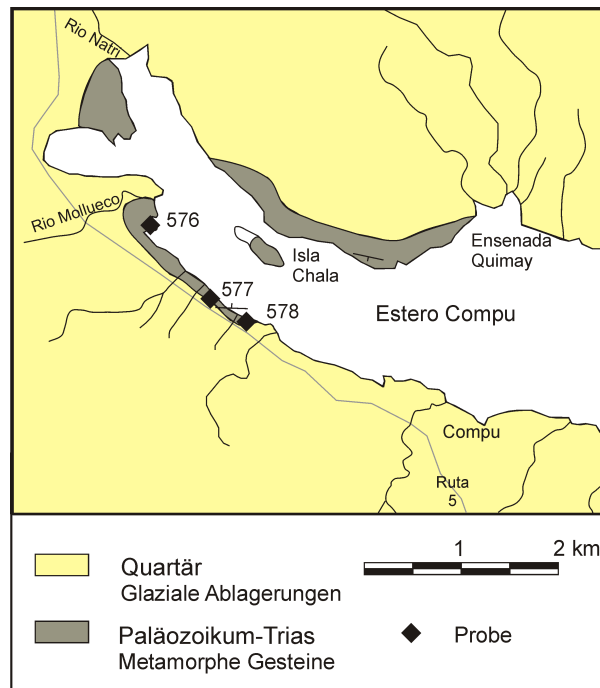 Rio Natri
Rio Mollueco
576
Isla
Chala
Ensenada
Quimay
577
578
Estero Compu
Compu
Ruta
5
1
2 km
Quartär
Glaziale Ablagerungen
Paläozoikum-Trias
Metamorphe Gesteine
Probe